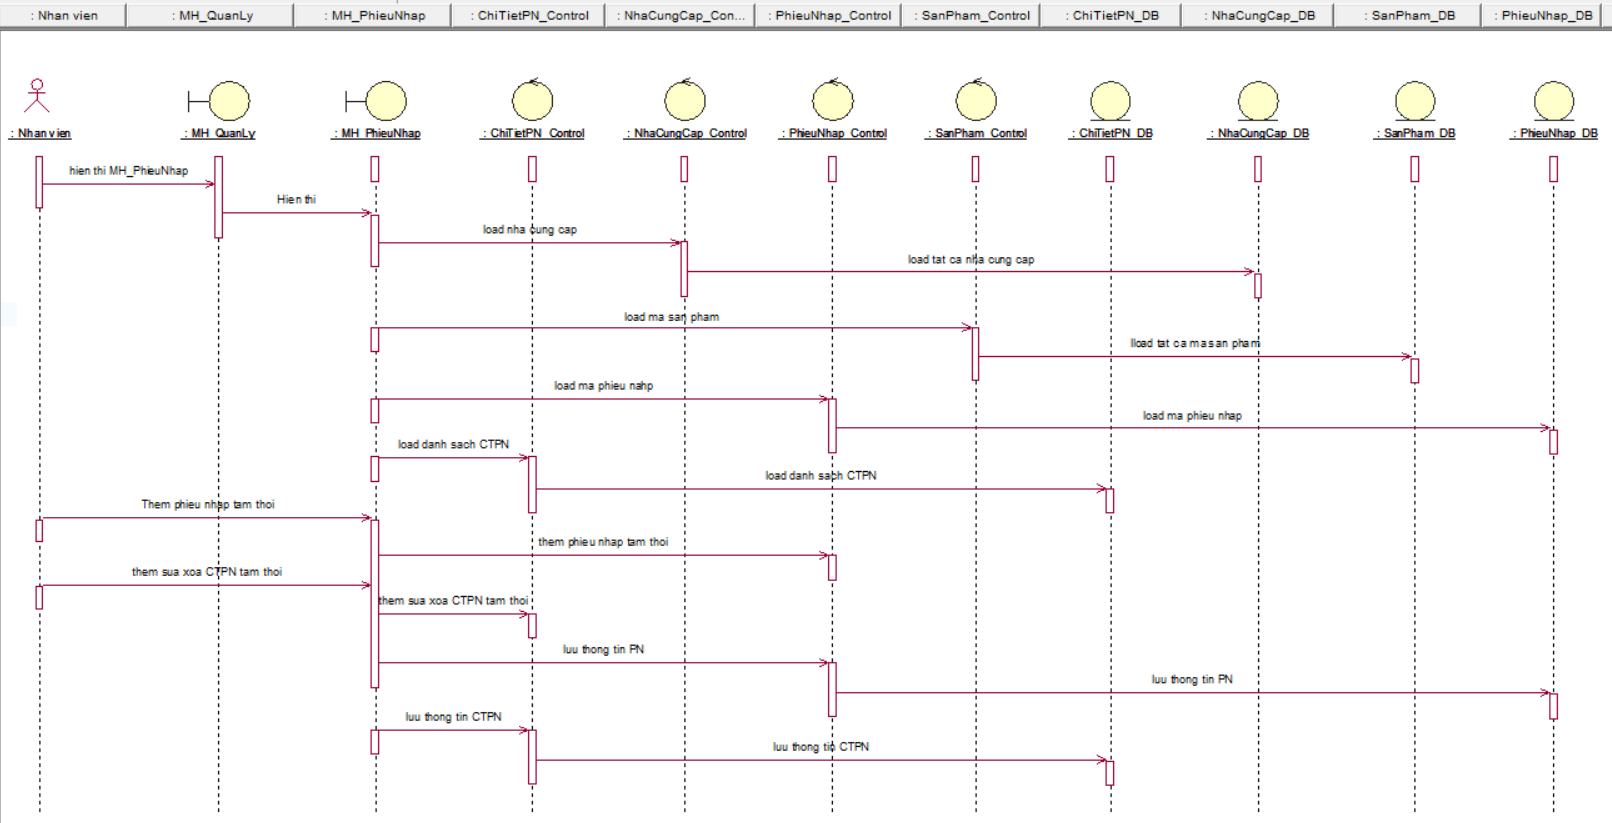 : Nhan vien
: MH_QuanLy
: MH_PhieuNhap
: ChiTietPN_Control
: NhaCungCap_Con...
: PhieuNhap_Control
: SanPham_Control
: ChiTietPN_DB
: NhaCungCap_DB
: SanPham_DB
: PhieuNhap_DB
: Nhan vien
: MH_QuanLy
: MH_PhieuNhap
: ChiTietPN_Control
: NhaCungCap_Control
: PhieuNhap_Control
: SanPham_Control
: ChiTietPN_DB
: NhaCungCap_DB
: SanPham_DB
: PhieuNhap_DB
hien thi MH_PhieuNhap
Hien thi
load nha cung cap
load tat ca nha cung cap
load ma san pham
lload tat ca ma san pham
load ma phieu nahp
load ma phieu nhap
load danh sach CTPN
load danh sach CTPN
Them phieu nhap tam thoi
them phieu nhap tam thoi
them sua xoa CTPN tam thoi
them sua xoa CTPN tam thoi
luu thong tin PN
luu thong tin PN
luu thong tin CTPN
luu thong tin CTPN